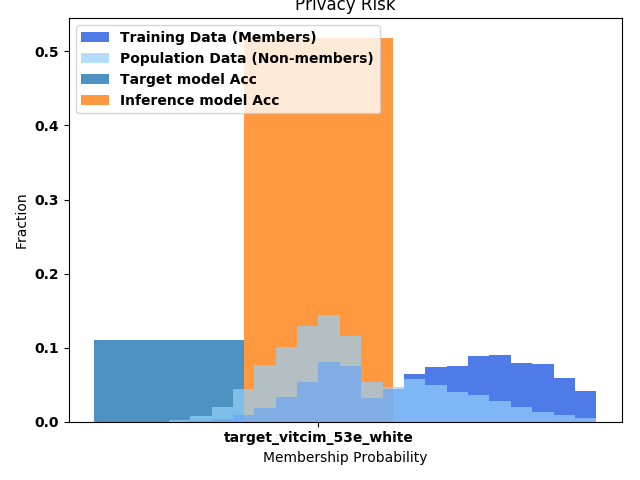 Privacy Risk
Training Data (Members)
Population Data (Non-members)
Target model Acc
Inference model Acc
0.5
0.4
0.3
0.2
0.1
0.0
Fraction
target_vitcim_53e_white
Membership Probability